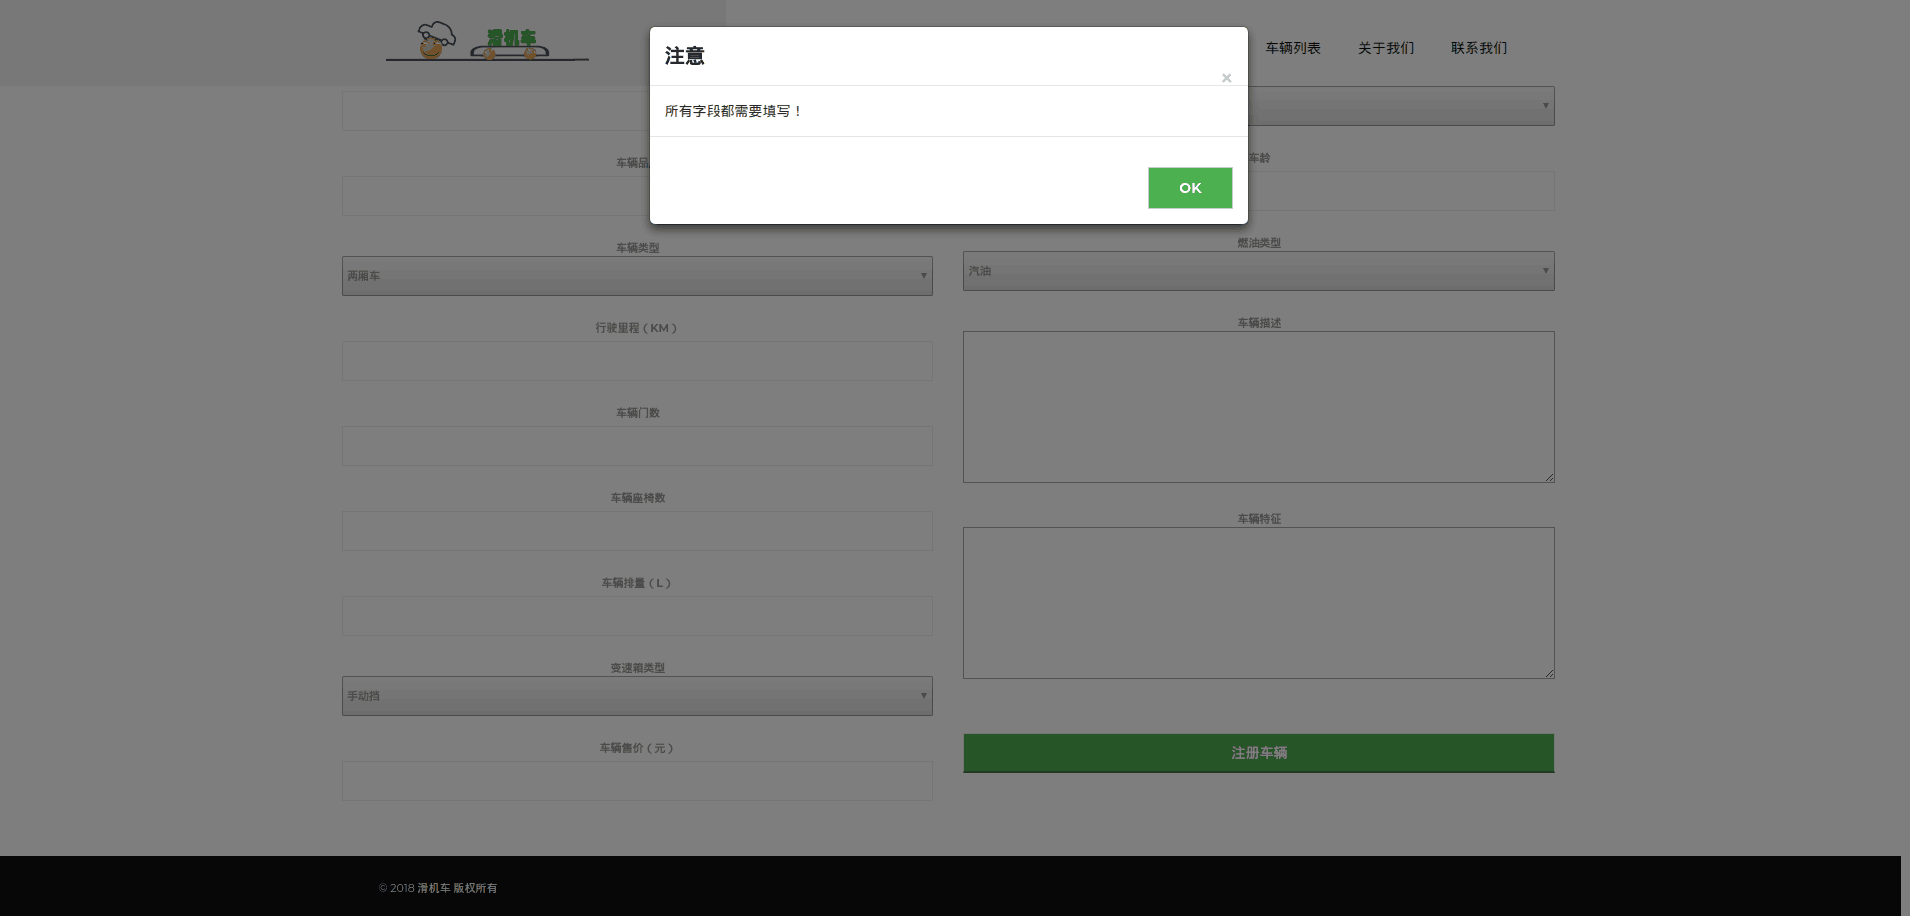 滑机车
车辆列表
关于我们
联系我们
注意
×
所有字段都需要填写！
OK
车辆品
车龄
车辆类型
两厢车
燃油类型
汽油
行驶里程（KM）
车辆描述
车辆门数
车辆座椅数
车辆特征
车辆排量（L）
变速箱类型
手动挡
车辆售价（元）
注册车辆
© 2018 滑机车 版权所有